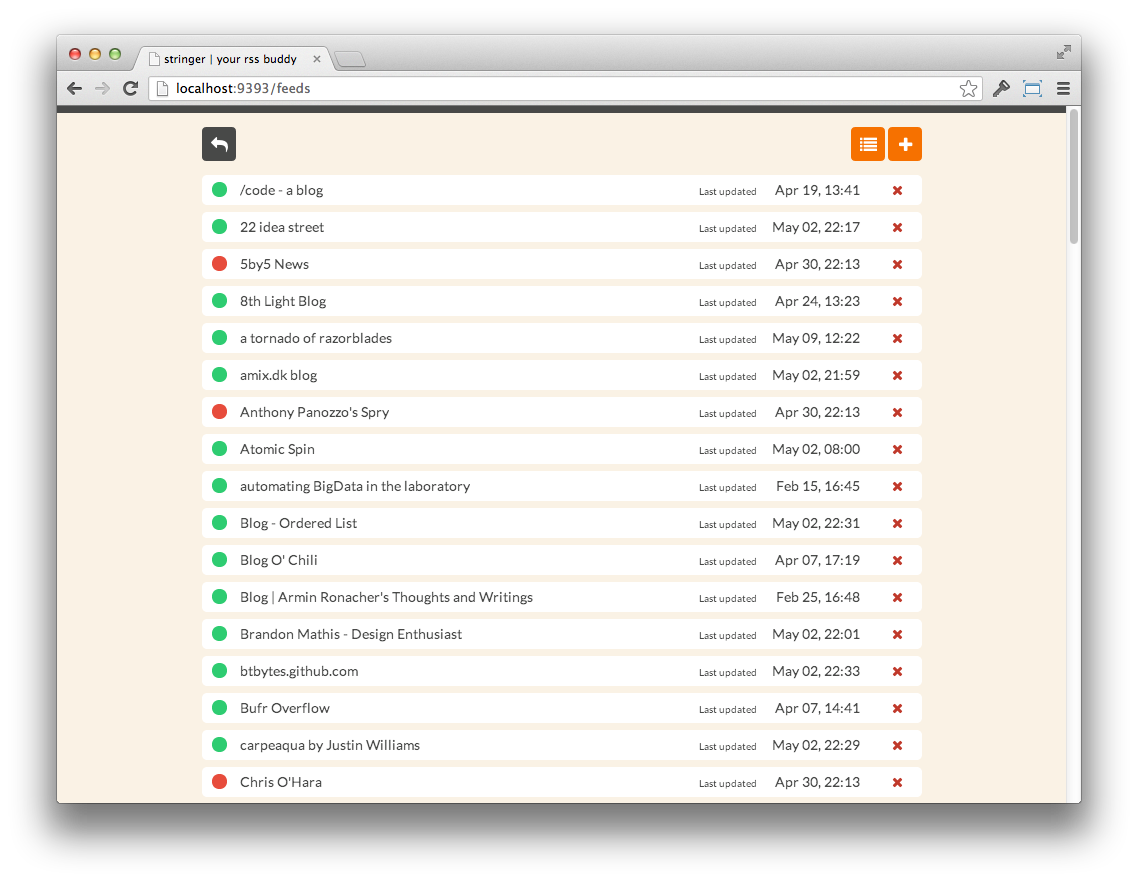 stringer | your rss buddy
localhost:9393/feeds
/code - a blog Last updated Apr 19, 13:41
22 idea street Last updated May 02, 22:17
5by5 News Last updated Apr 30, 22:13
8th Light Blog Last updated Apr 24, 13:23
a tornado of razorblades Last updated May 09, 12:22
amix.dk blog Last updated May 02, 21:59
Anthony Panozzo's Spry Last updated Apr 30, 22:13
Atomic Spin Last updated May 02, 08:00
automating BigData in the laboratory Last updated Feb 15, 16:45
Blog - Ordered List Last updated May 02, 22:31
Blog O' Chili Last updated Apr 07, 17:19
Blog | Armin Ronacher's Thoughts and Writings Last updated Feb 25, 16:48
Brandon Mathis - Design Enthusiast Last updated May 02, 22:01
btbytes.github.com Last updated May 02, 22:33
Bufr Overflow Last updated Apr 07, 14:41
carpeaqua by Justin Williams Last updated May 02, 22:29
Chris O'Hara Last updated Apr 30, 22:13